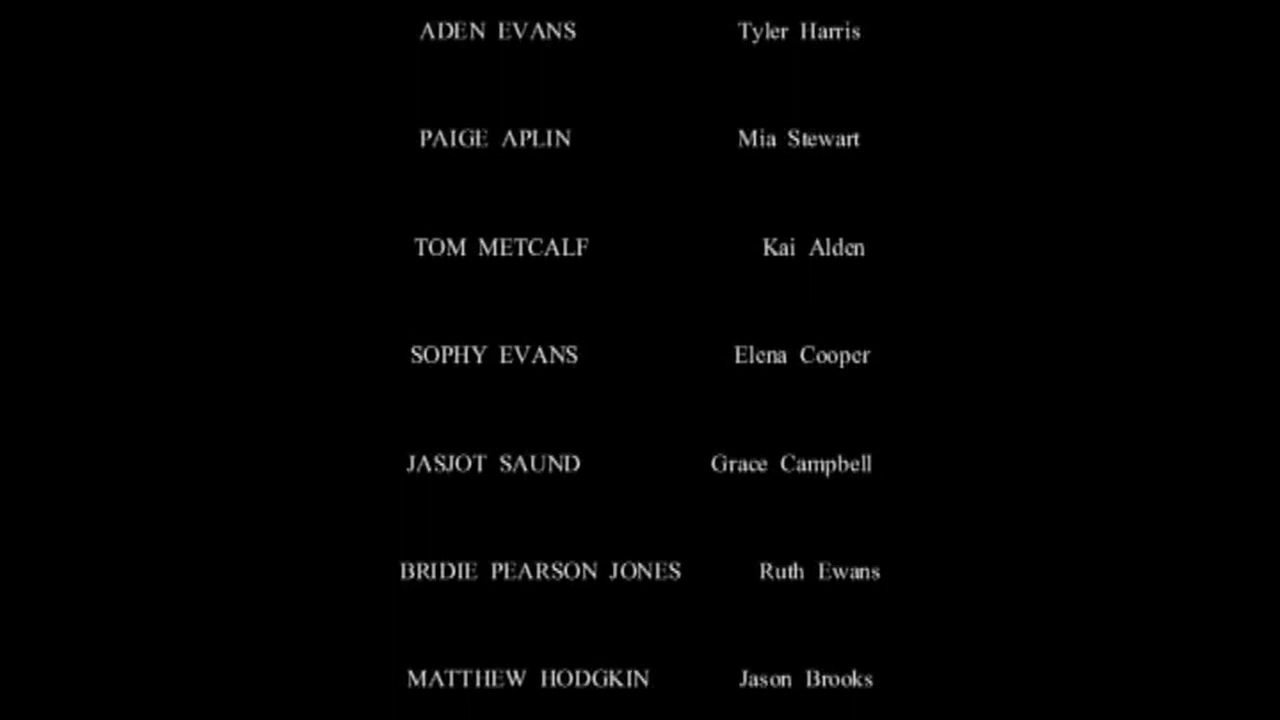 ADEN EVANS Tyler Harris
PAIGE APLIN Mia Stewart
TOM METCALF Kai Alden
SOPHY EVANS Elena Cooper
JASJOT SAUND Grace Campbell
BRIDIE PEARSON JONES Ruth Ewans
MATTHEW HODGKIN Jason Brooks